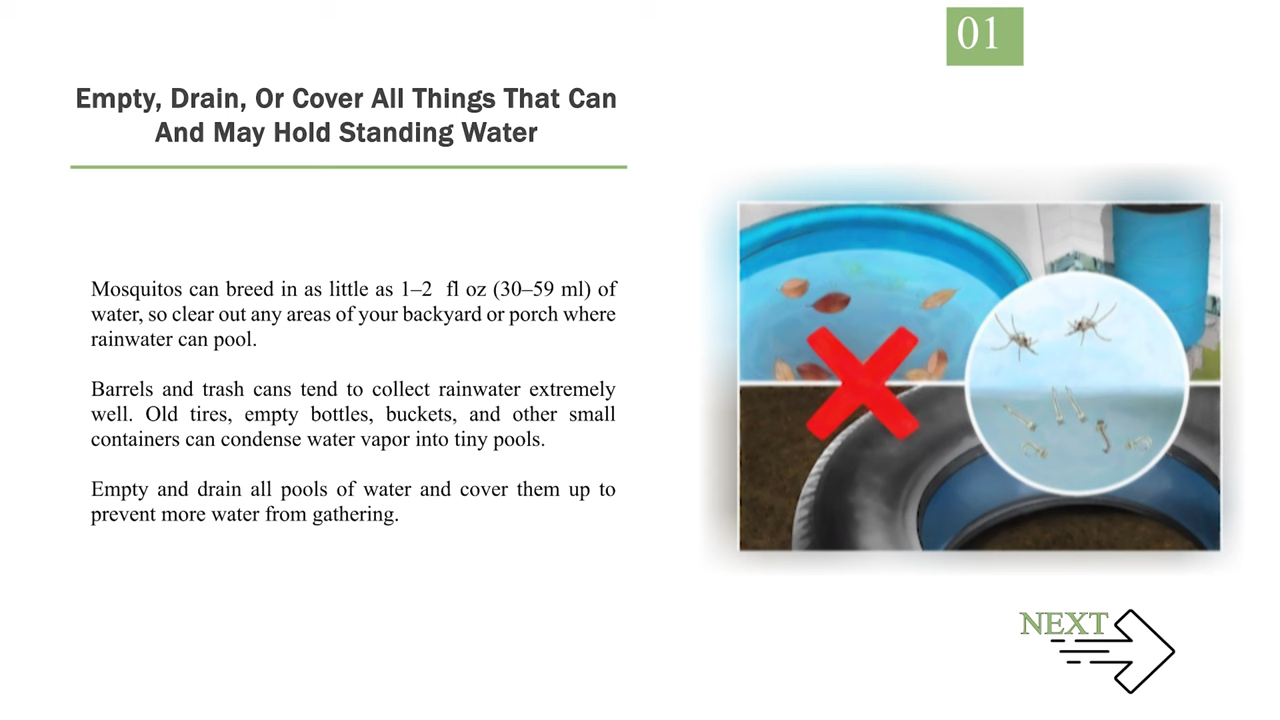 01
Empty, Drain, Or Cover All Things That Can
And May Hold Standing Water
Mosquitos can breed in as little as 1–2 fl oz (30–59 ml) of
water, so clear out any areas of your backyard or porch where
rainwater can pool.
Barrels and trash cans tend to collect rainwater extremely
well. Old tires, empty bottles, buckets, and other small
containers can condense water vapor into tiny pools.
Empty and drain all pools of water and cover them up to
prevent more water from gathering.
NEXT